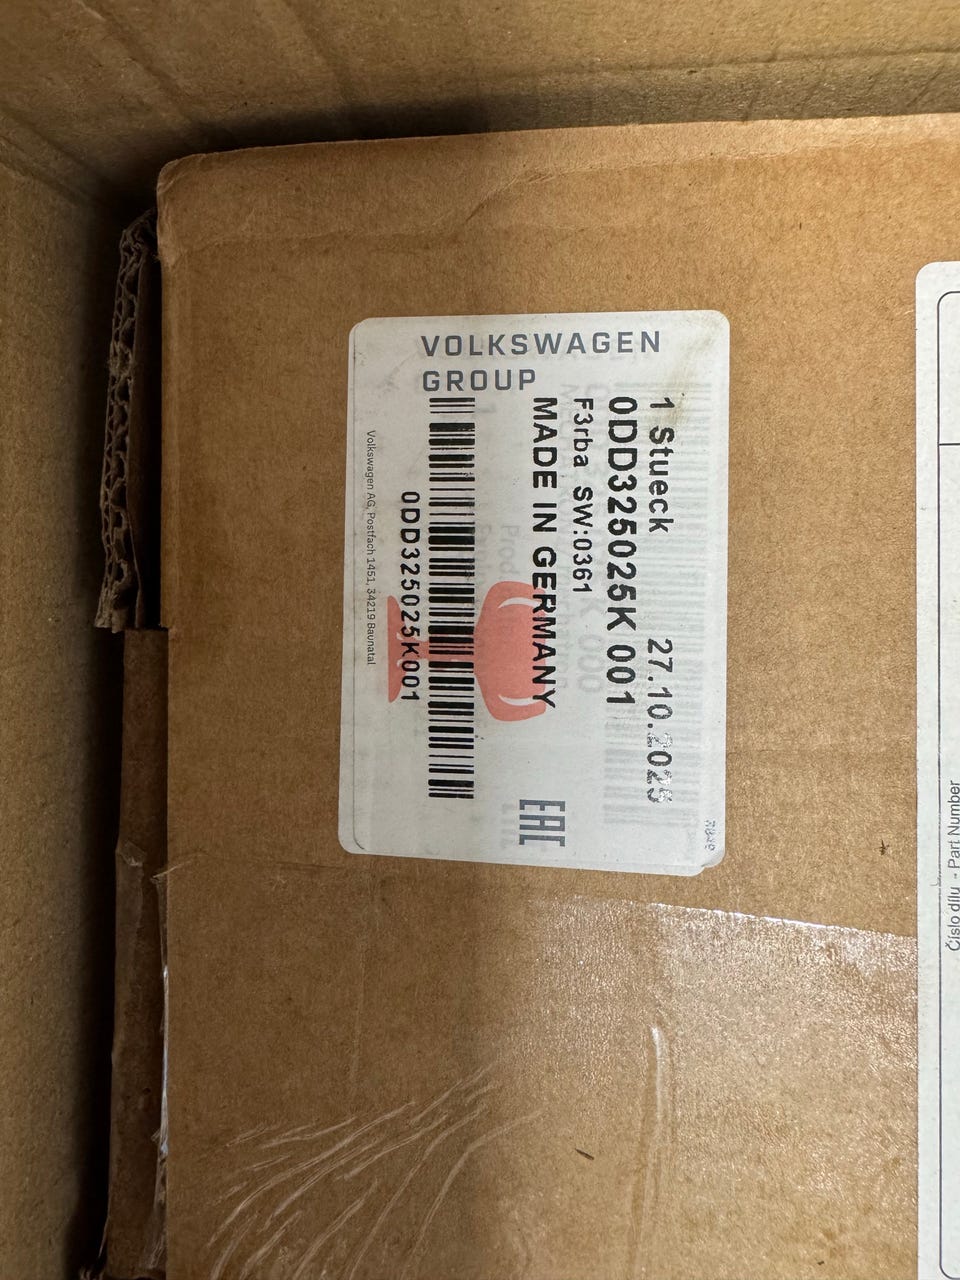 VOLKSWAGEN
GROUP
1 Stueck 27.10.2025
0DD325025K 001
F3rba SW:0361
MADE IN GERMANY
0DD325025K001
Volkswagen AG, Postfach 1451, 34219 Baunatal
EAC
Číslo dílu - Part Number